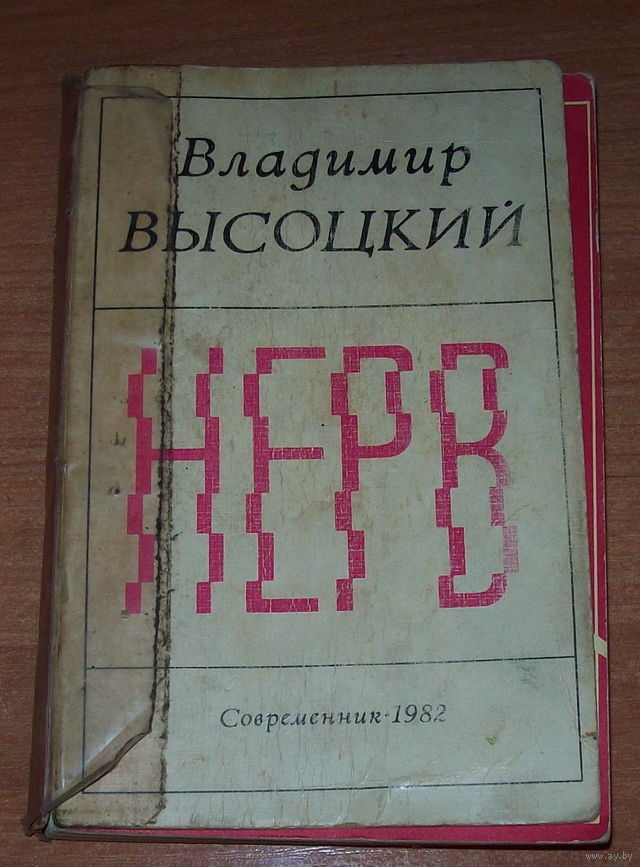 Владимир
ВЫСОЦКИЙ
НЕРВ
Современник·1982
www.ay.by